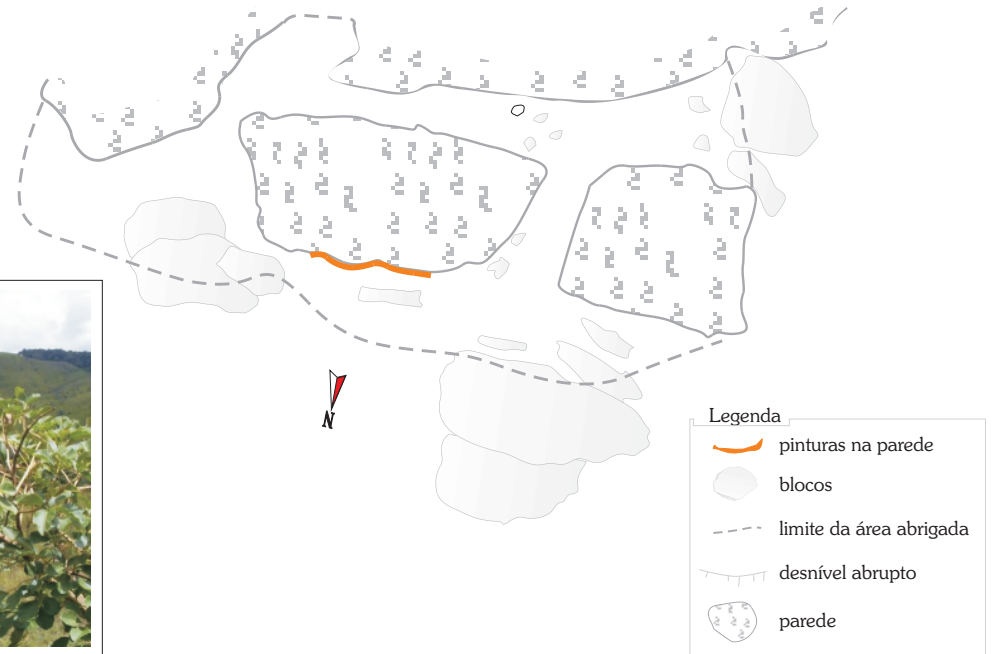 N
Legenda
pinturas na parede
blocos
limite da área abrigada
desnível abrupto
parede